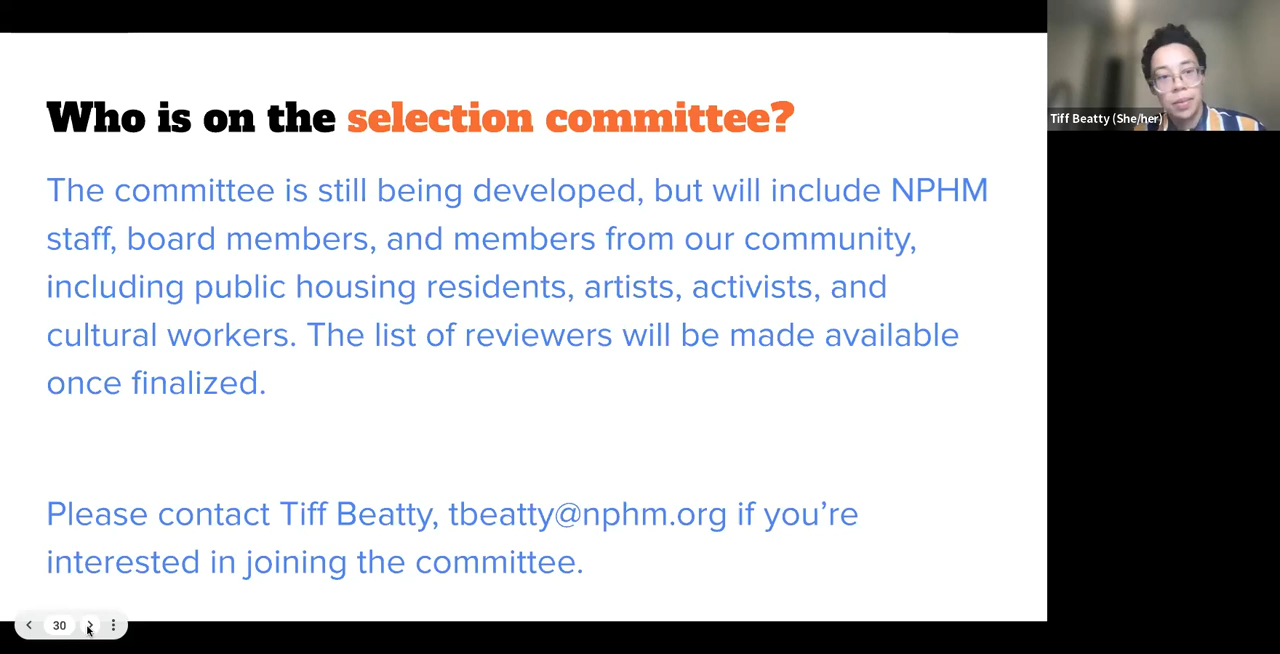 Who is on the selection committee?
The committee is still being developed, but will include NPHM
staff, board members, and members from our community,
including public housing residents, artists, activists, and
cultural workers. The list of reviewers will be made available
once finalized.
Please contact Tiff Beatty, tbeatty@nphm.org if you’re
interested in joining the committee.
30
Tiff Beatty (She/her)